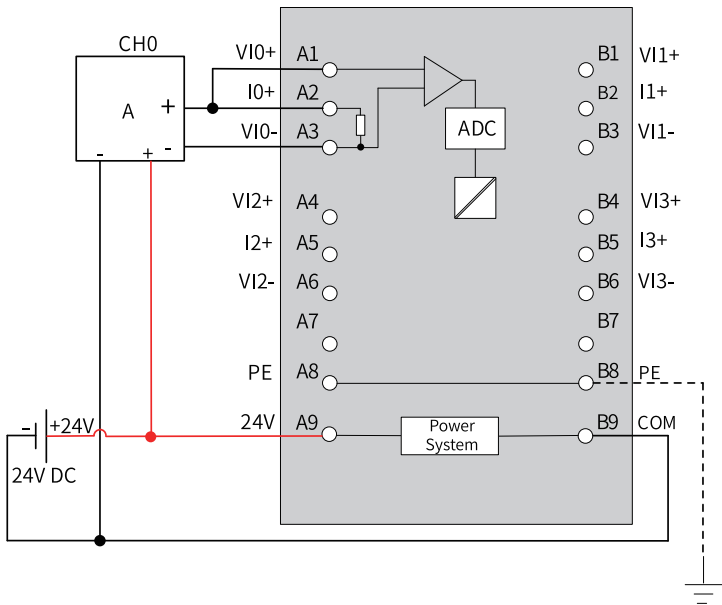 CH0
A
+
-
-
+
VI0+ A1
I0+ A2
VI0- A3
VI2+ A4
I2+ A5
VI2- A6
A7
PE A8
24V A9
ADC
Power
System
B1 VI1+
B2 I1+
B3 VI1-
B4 VI3+
B5 I3+
B6 VI3-
B7
B8 PE
B9 COM
- +24V
24V DC